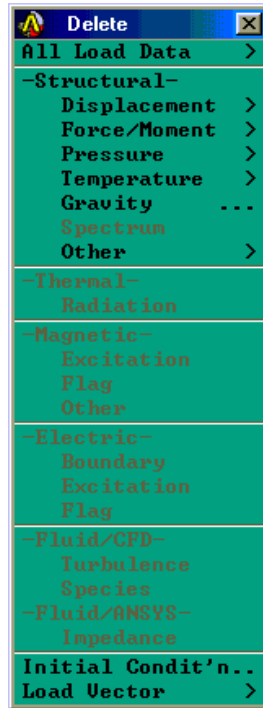 Delete
All Load Data >
-Structural-
Displacement >
Force/Moment >
Pressure >
Temperature >
Gravity ...
Spectrum
Other >
-Thermal-
Radiation
-Magnetic-
Excitation
Flag
Other
-Electric-
Boundary
Excitation
Flag
-Fluid/CFD-
Turbulence
Species
-Fluid/ANSYS-
Impedance
Initial Condit'n..
Load Vector >